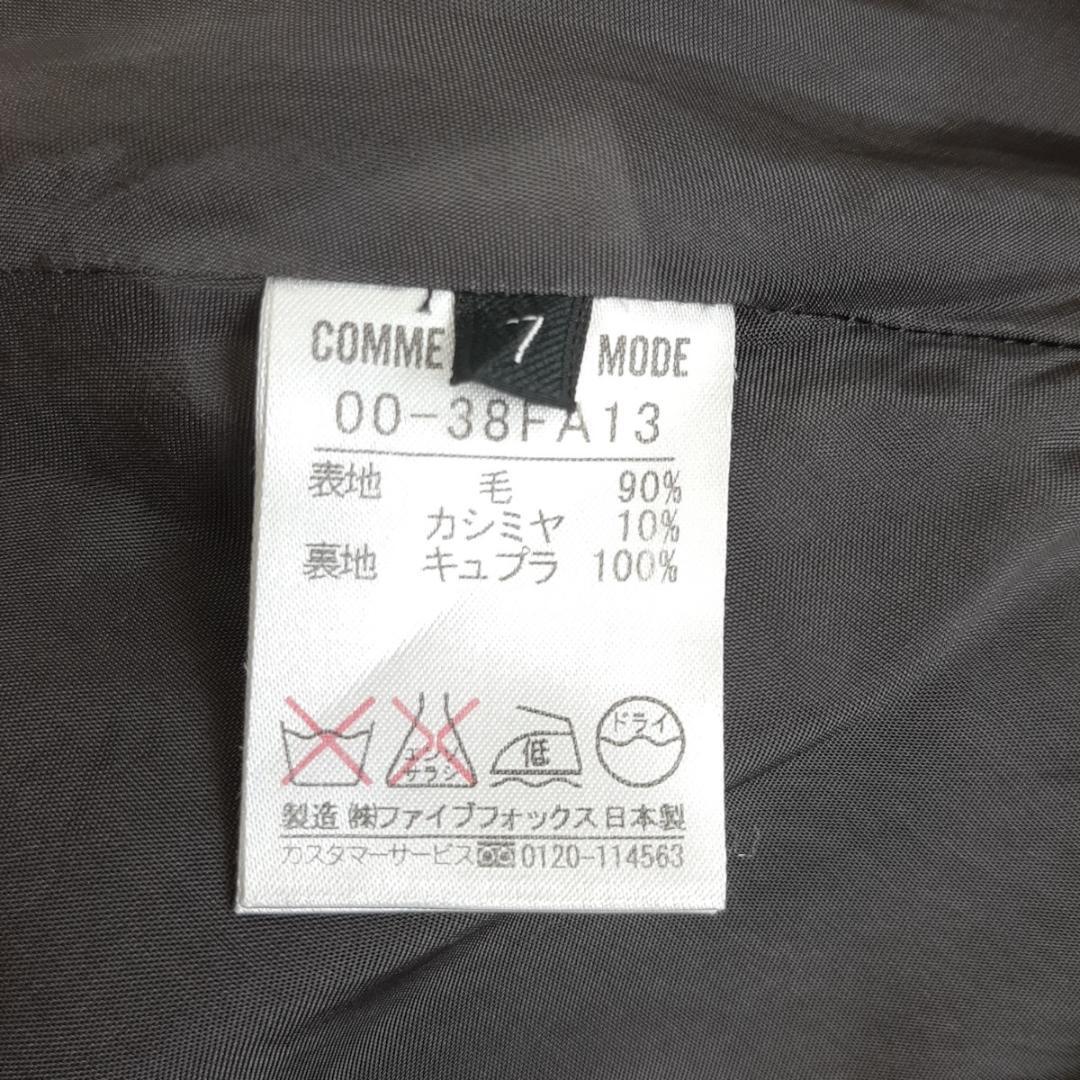 COMME 7 MODE
00-38FA13
表地 毛 90%
カシミヤ 10%
裏地 キュプラ 100%
エンソ
サラシ
低
ドライ
製造 ㈱ファイブフォックス 日本製
カスタマーサービス 0120-114563